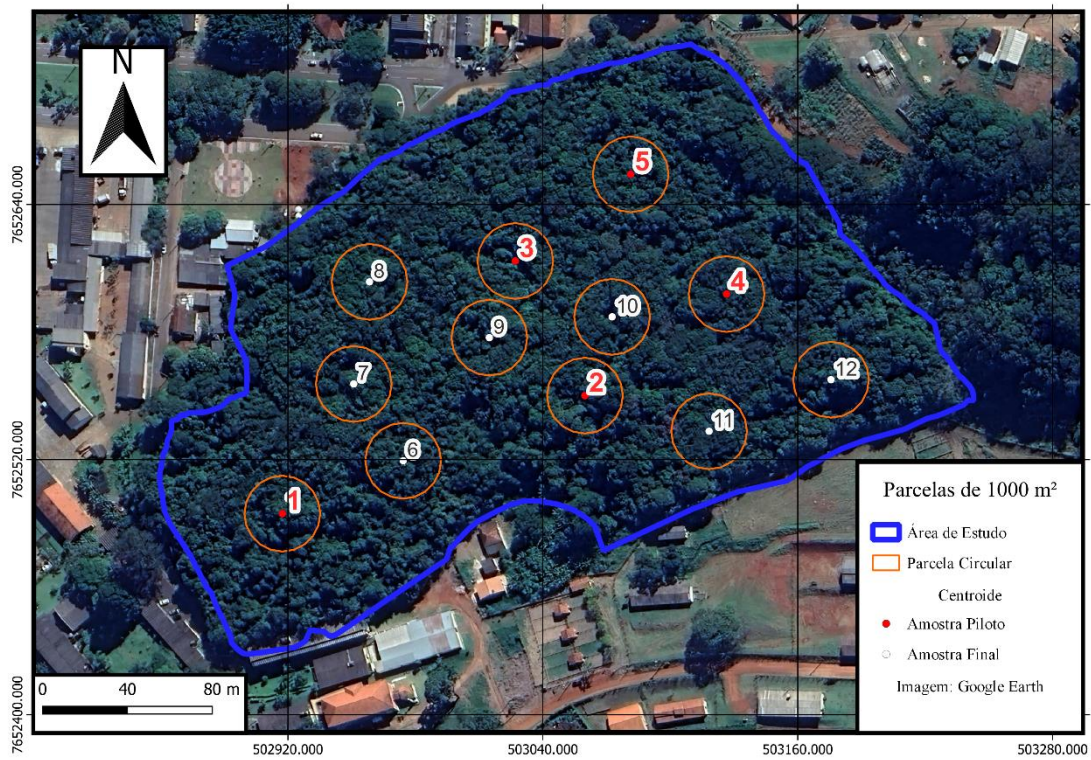 N
5
3
8
4
10
9
12
7
2
11
6
1
7652640.000
7652520.000
7652400.000
0 40 80 m
Parcelas de 1000 m²
Área de Estudo
Parcela Circular
Centroide
Amostra Piloto
Amostra Final
Imagem: Google Earth
502920.000 503040.000 503160.000 503280.000